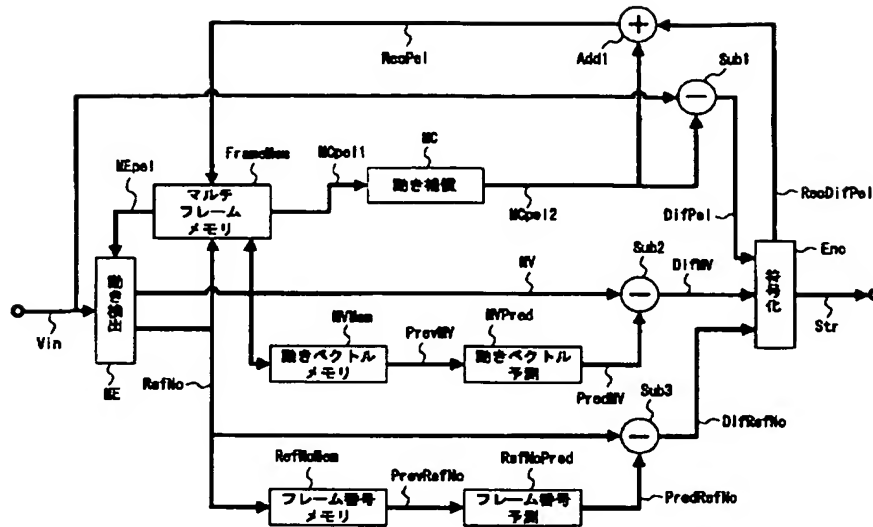 RecPel
Add1
Sub1
FrameMem
MCpel1
MC
MEpel
マルチ
フレーム
メモリ
動き補償
MCpel2
DifPel
RecDifPel
Enc
Sub2
MV
DifMV
動き検出
符号化
Vin
Str
MVMem
PrevMV
MVPred
動きベクトル
メモリ
動きベクトル
予測
ME
RefNo
PredMV
Sub3
DifRefNo
RefNoMem
PrevRefNo
RefNoPred
フレーム番号
メモリ
フレーム番号
予測
PredRefNo